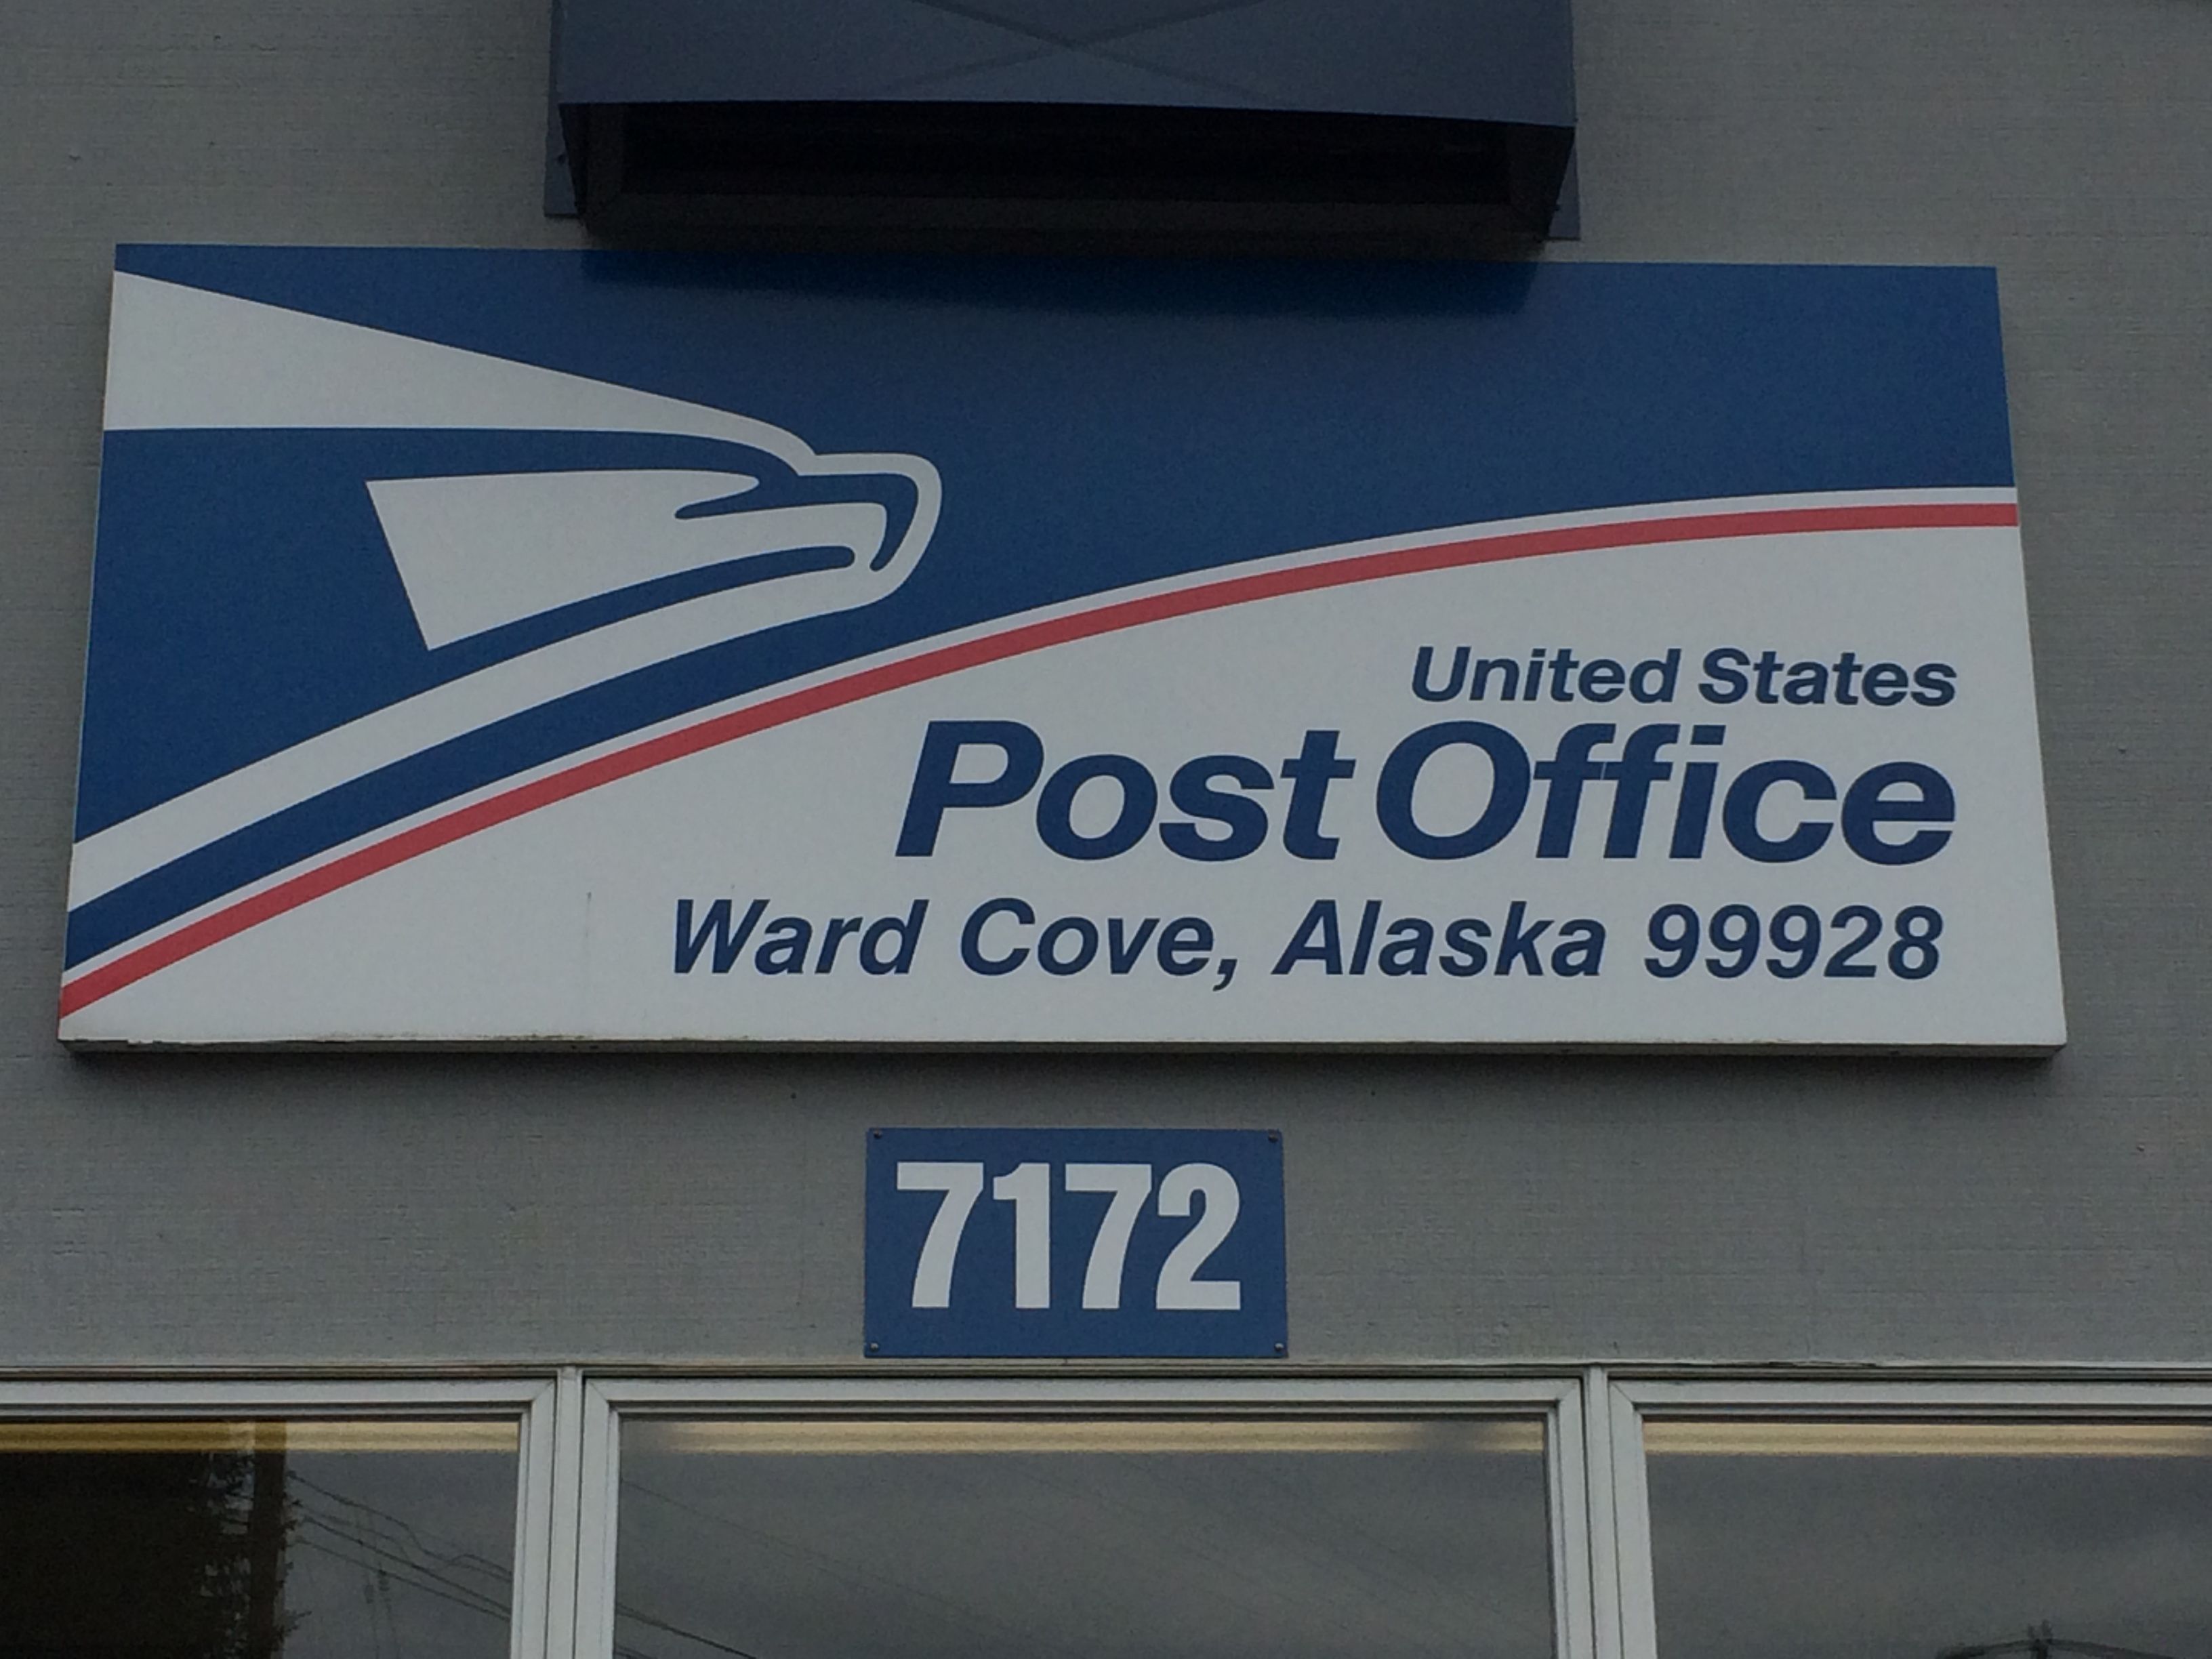 United States
Post Office
Ward Cove, Alaska 99928
7172